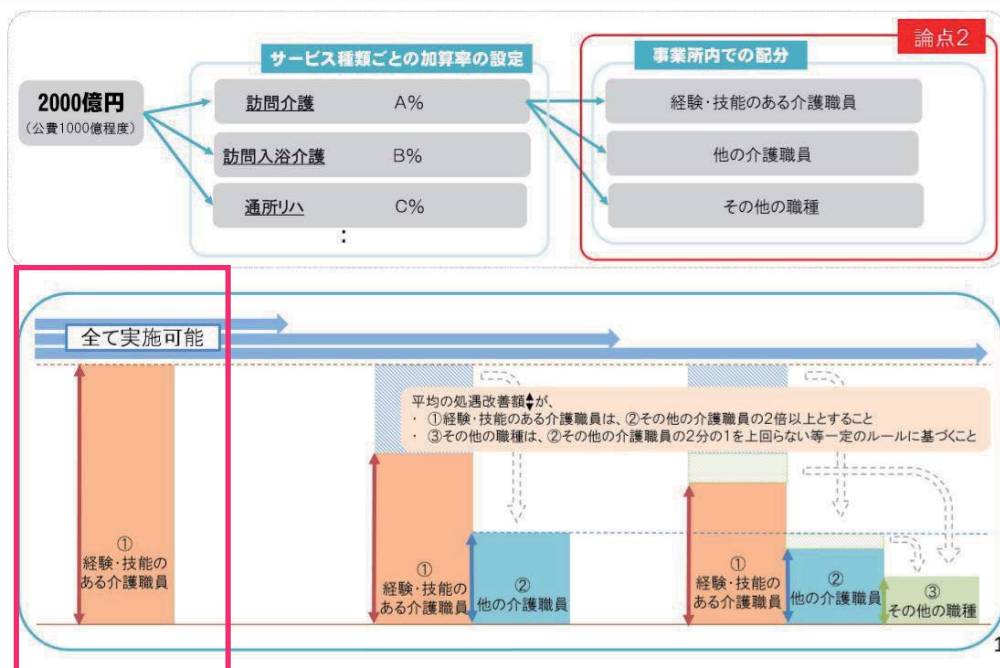 論点2
サービス種類ごとの加算率の設定
事業所内での配分
2000億円
(公費1000億程度)
訪問介護 A%
経験・技能のある介護職員
訪問入浴介護 B%
他の介護職員
通所リハ C%
その他の職種
:
全て実施可能
平均の処遇改善額が、
・ ①経験・技能のある介護職員は、②その他の介護職員の2倍以上とすること
・ ③その他の職種は、②その他の介護職員の2分の1を上回らない等一定のルールに基づくこと
①
経験・技能の
ある介護職員
①
経験・技能の
ある介護職員
②
他の介護職員
①
経験・技能の
ある介護職員
②
他の介護職員
③
その他の職種
1